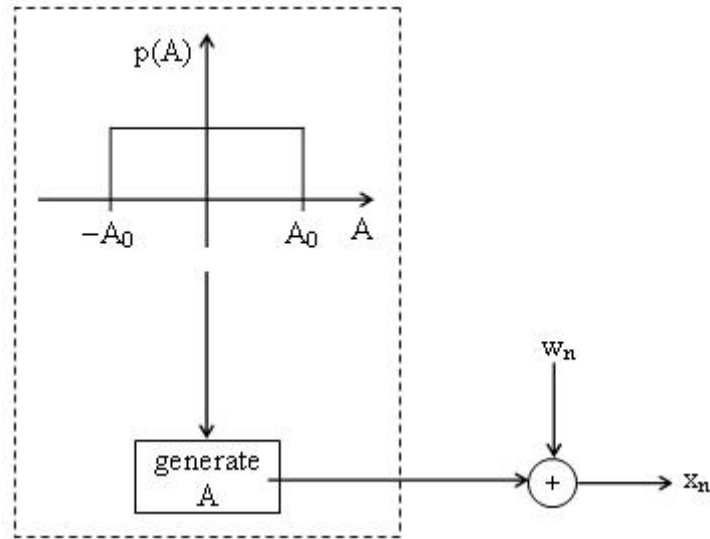 p(A)
−A₀ A₀ A
wₙ
generate
A
+
xₙ